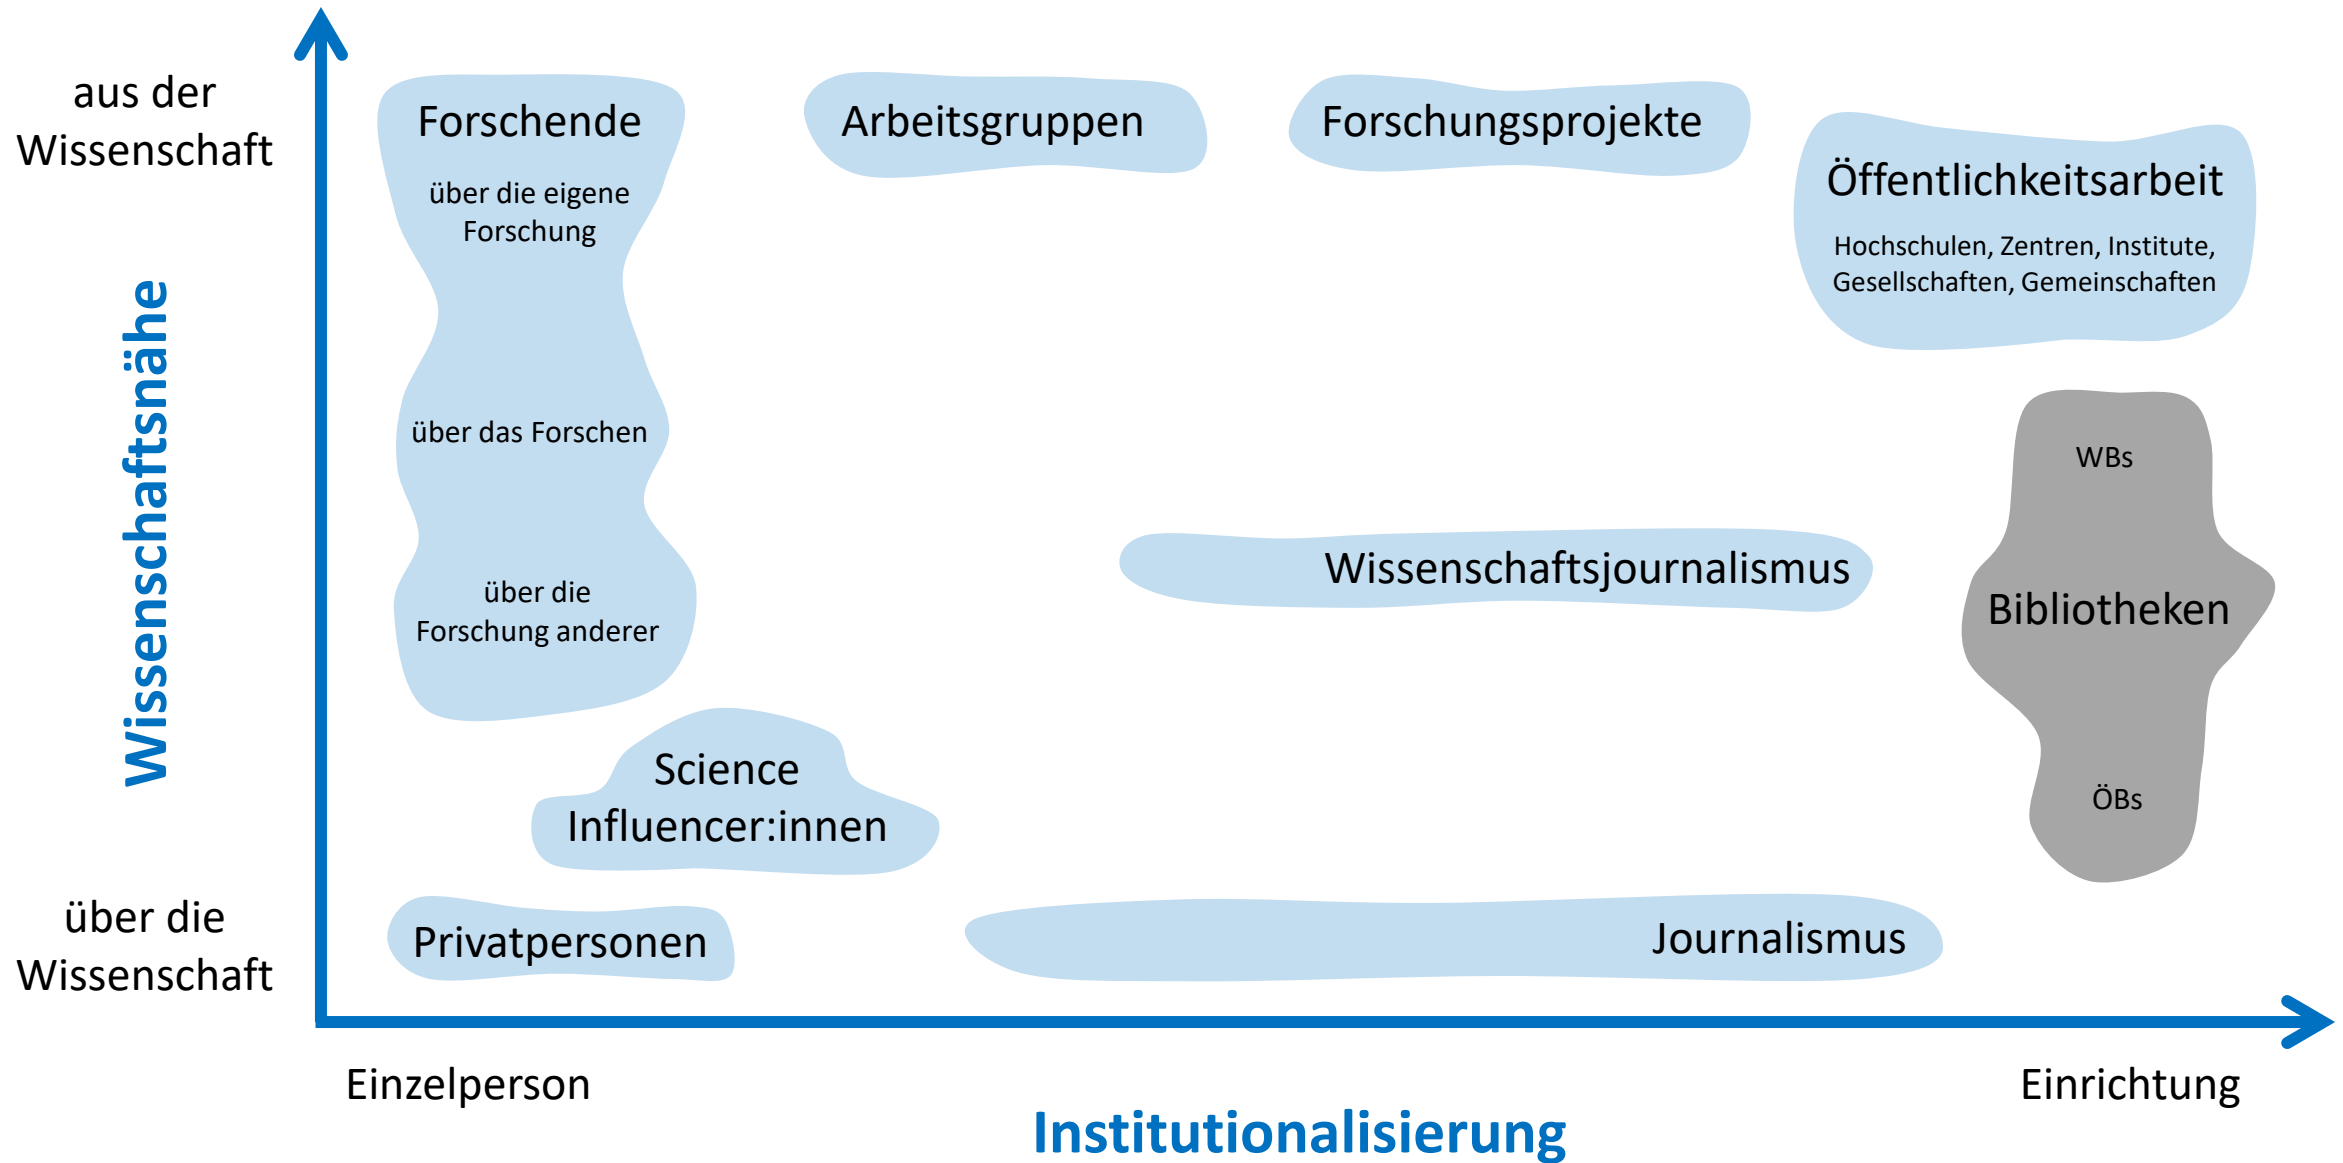 aus der
Wissenschaft
Forschende
über die eigene
Forschung
über das Forschen
über die
Forschung anderer
Arbeitsgruppen
Forschungsprojekte
Öffentlichkeitsarbeit
Hochschulen, Zentren, Institute,
Gesellschaften, Gemeinschaften
Wissenschaftsnähe
WBs
Bibliotheken
ÖBs
Wissenschaftsjournalismus
Science
Influencer:innen
über die
Wissenschaft
Privatpersonen
Journalismus
Einzelperson
Einrichtung
Institutionalisierung